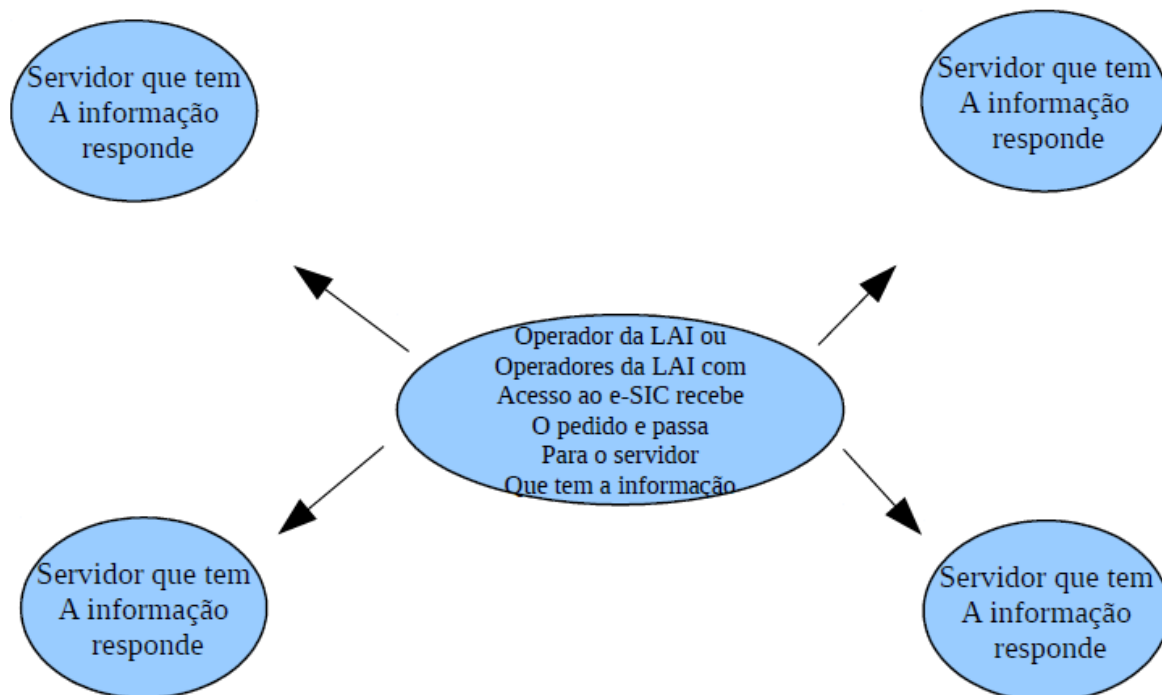 Servidor que tem
A informação
responde
Servidor que tem
A informação
responde
Operador da LAI ou
Operadores da LAI com
Acesso ao e-SIC recebe
O pedido e passa
Para o servidor
Que tem a informação
Servidor que tem
A informação
responde
Servidor que tem
A informação
responde